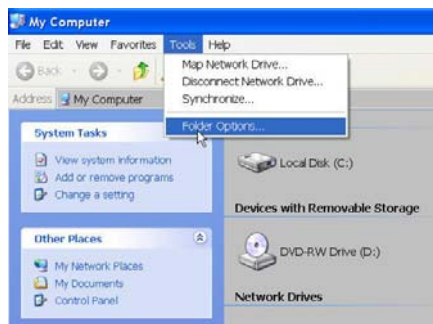 My Computer
File Edit View Favorites Tools Help
Back
Map Network Drive...
Disconnect Network Drive...
Synchronize...
Folder Options...
Address My Computer
System Tasks
View system information
Add or remove programs
Change a setting
Other Places
My Network Places
My Documents
Control Panel
Local Disk (C:)
Devices with Removable Storage
DVD-RW Drive (D:)
Network Drives